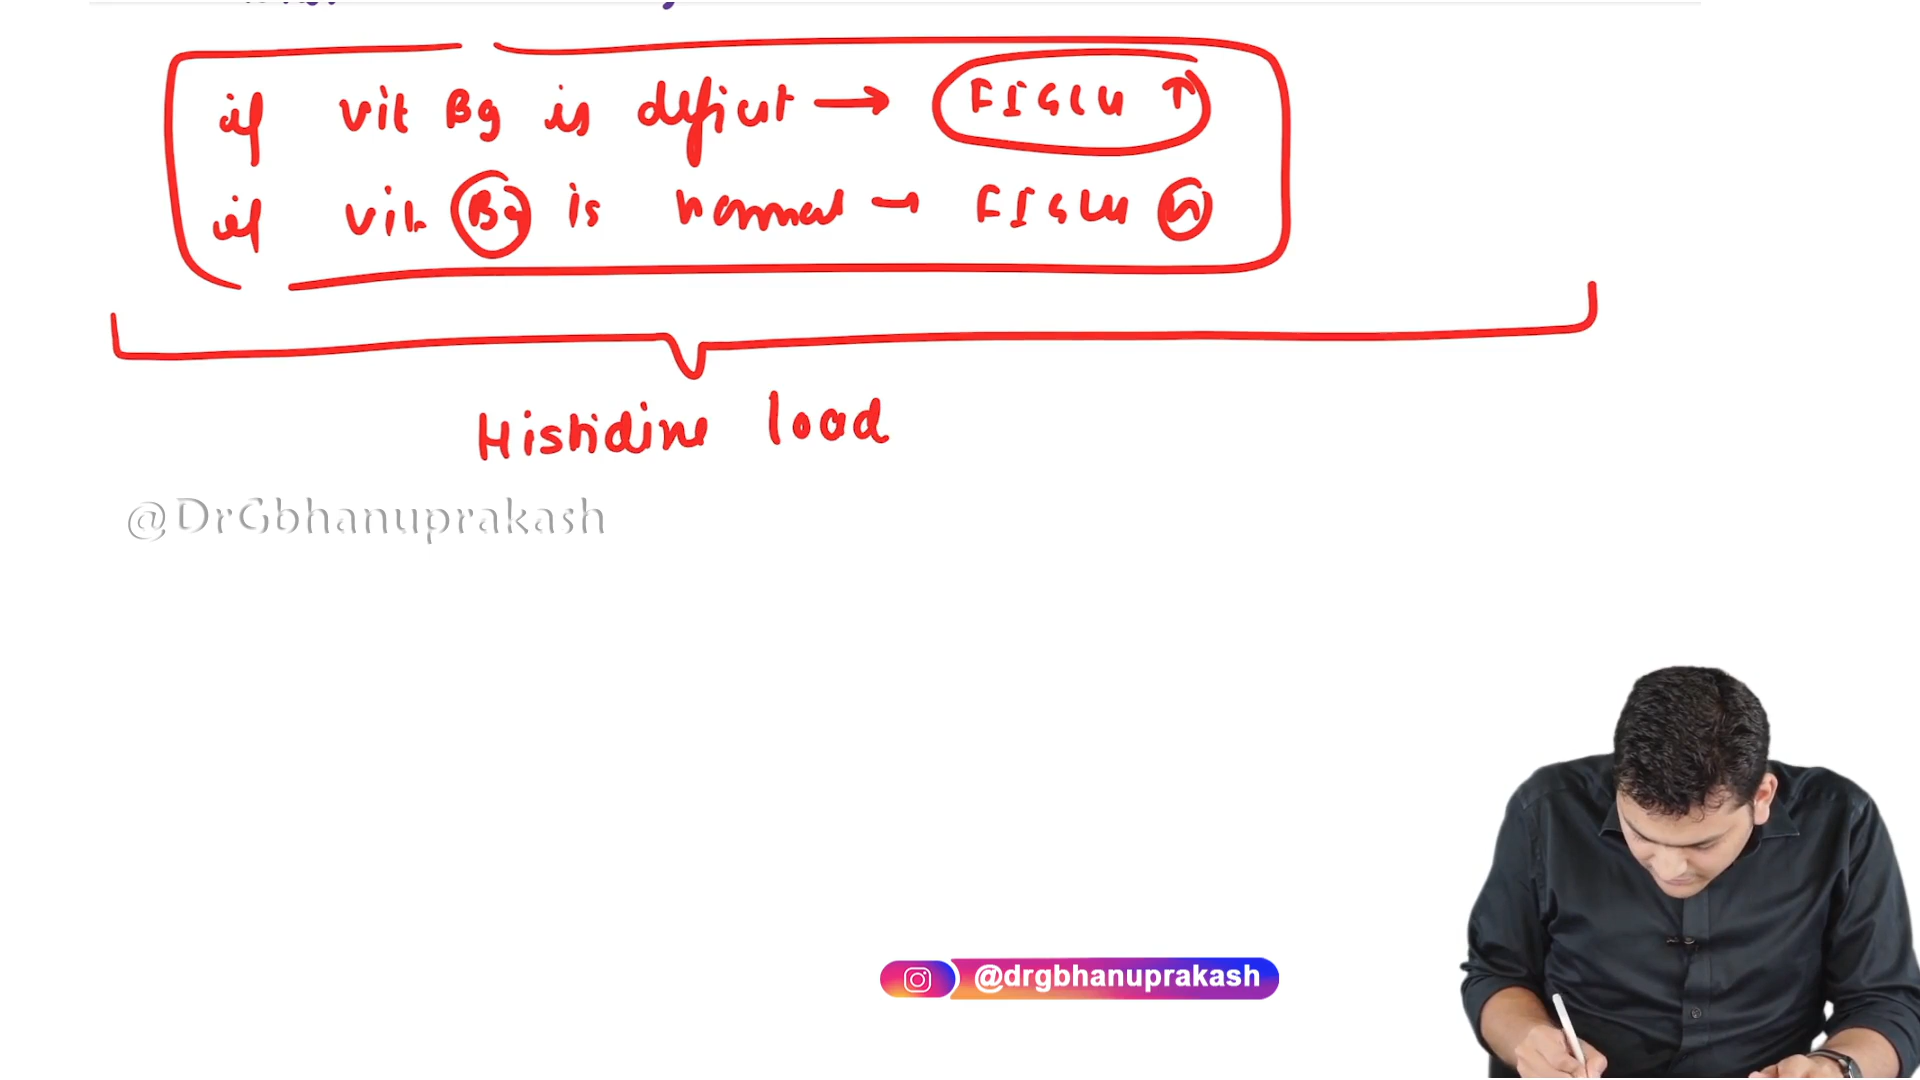 if vit B9 is deficit → FIGLU ↑
if vit. B9 is normal → FIGLU n
Histidine load
@DrGbhanuprakash
@drgbhanuprakash